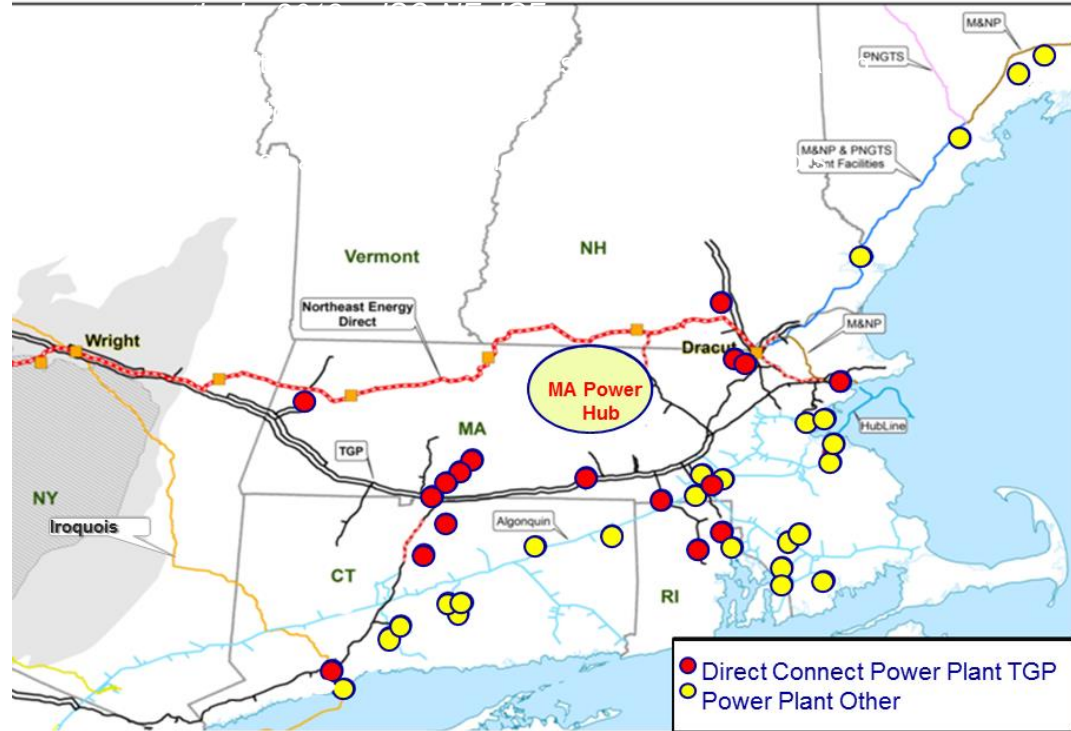 M&NP
PNGTS
M&NP & PNGTS
Joint Facilities
Vermont
NH
Northeast Energy
Direct
Wright
M&NP
Dracut
MA Power
Hub
HubLine
MA
TGP
NY
Iroquois
Algonquin
CT
RI
Direct Connect Power Plant TGP
Power Plant Other